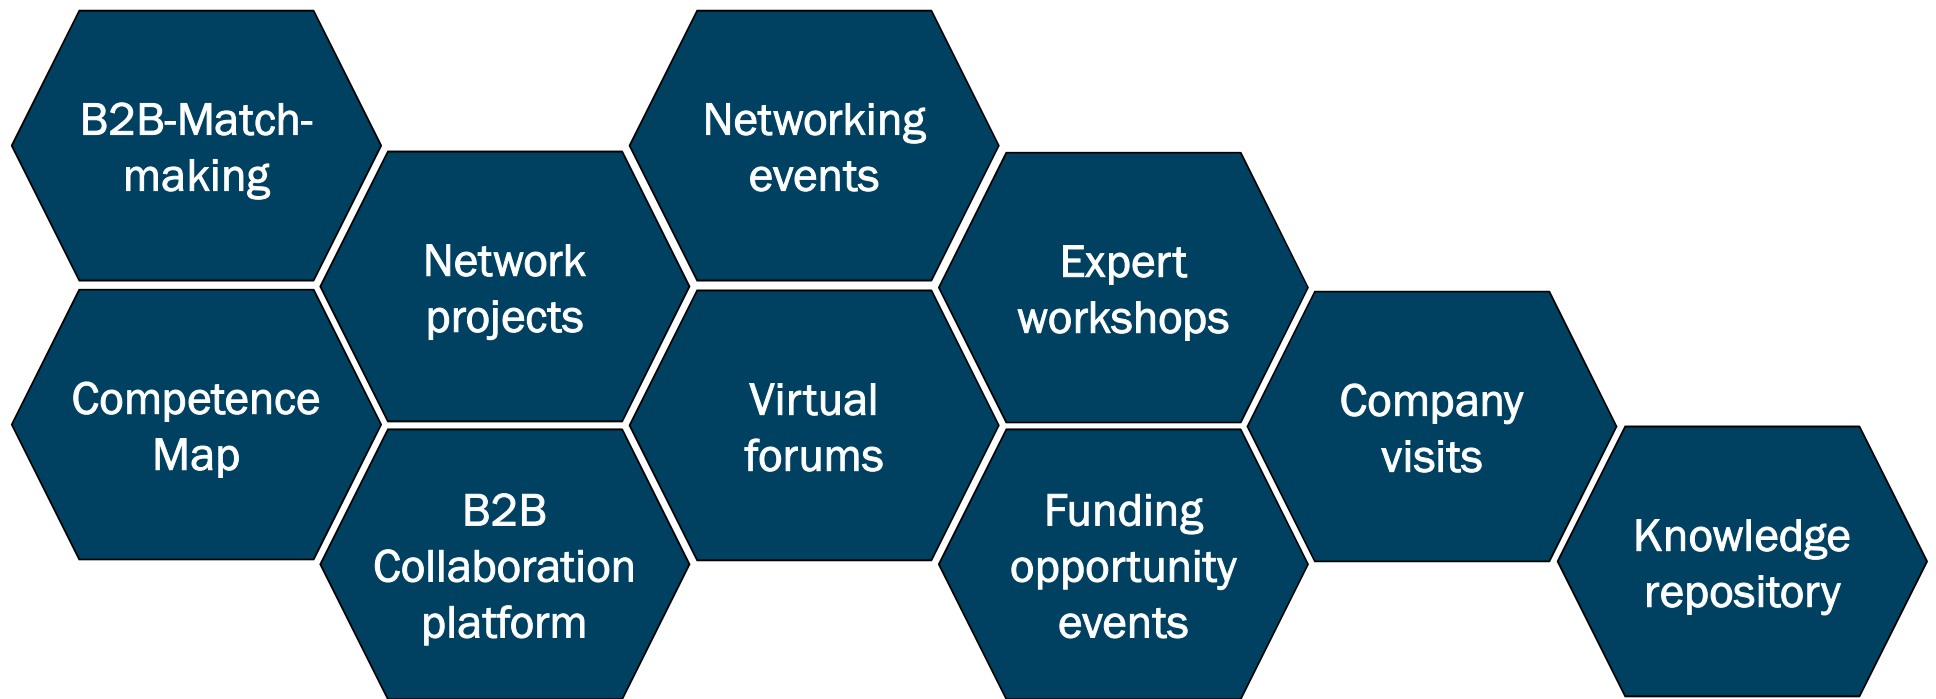 B2B-Match-
making
Competence
Map
Network
projects
B2B
Collaboration
platform
Networking
events
Virtual
forums
Expert
workshops
Funding
opportunity
events
Company
visits
Knowledge
repository